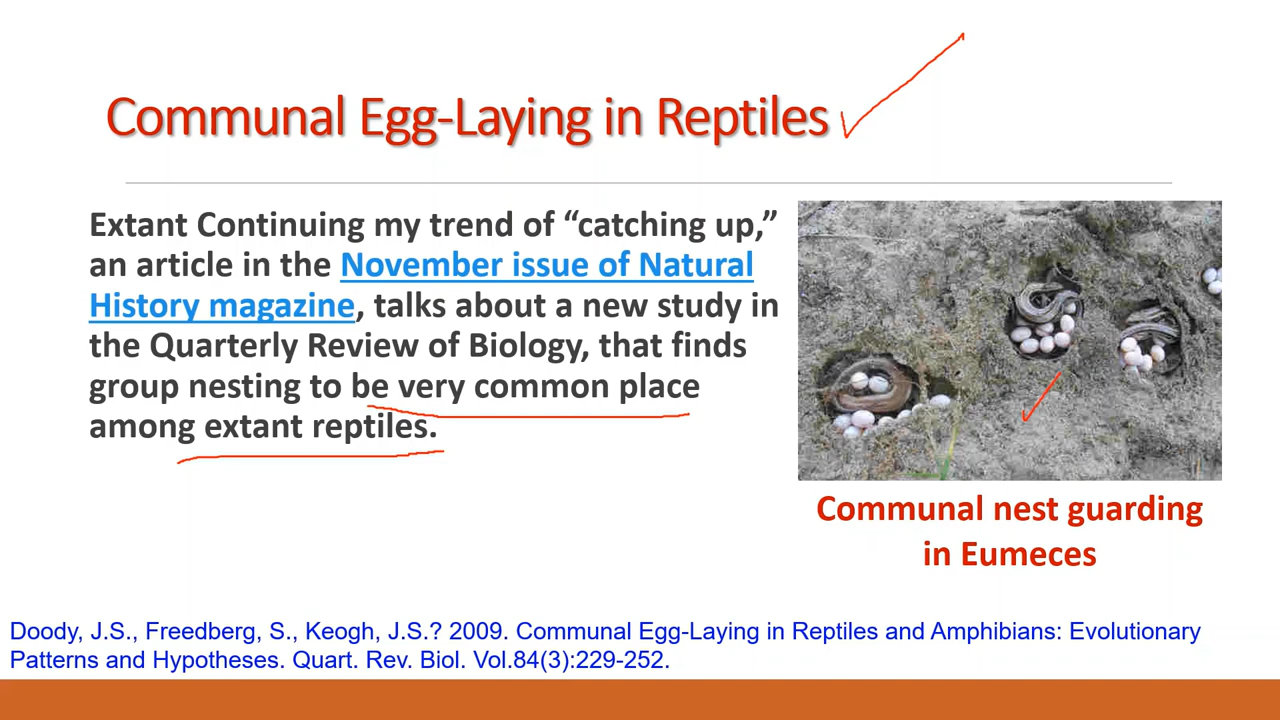 Communal Egg-Laying in Reptiles
Extant Continuing my trend of “catching up,”
an article in the November issue of Natural
History magazine, talks about a new study in
the Quarterly Review of Biology, that finds
group nesting to be very common place
among extant reptiles.
Communal nest guarding
in Eumeces
Doody, J.S., Freedberg, S., Keogh, J.S.? 2009. Communal Egg-Laying in Reptiles and Amphibians: Evolutionary
Patterns and Hypotheses. Quart. Rev. Biol. Vol.84(3):229-252.